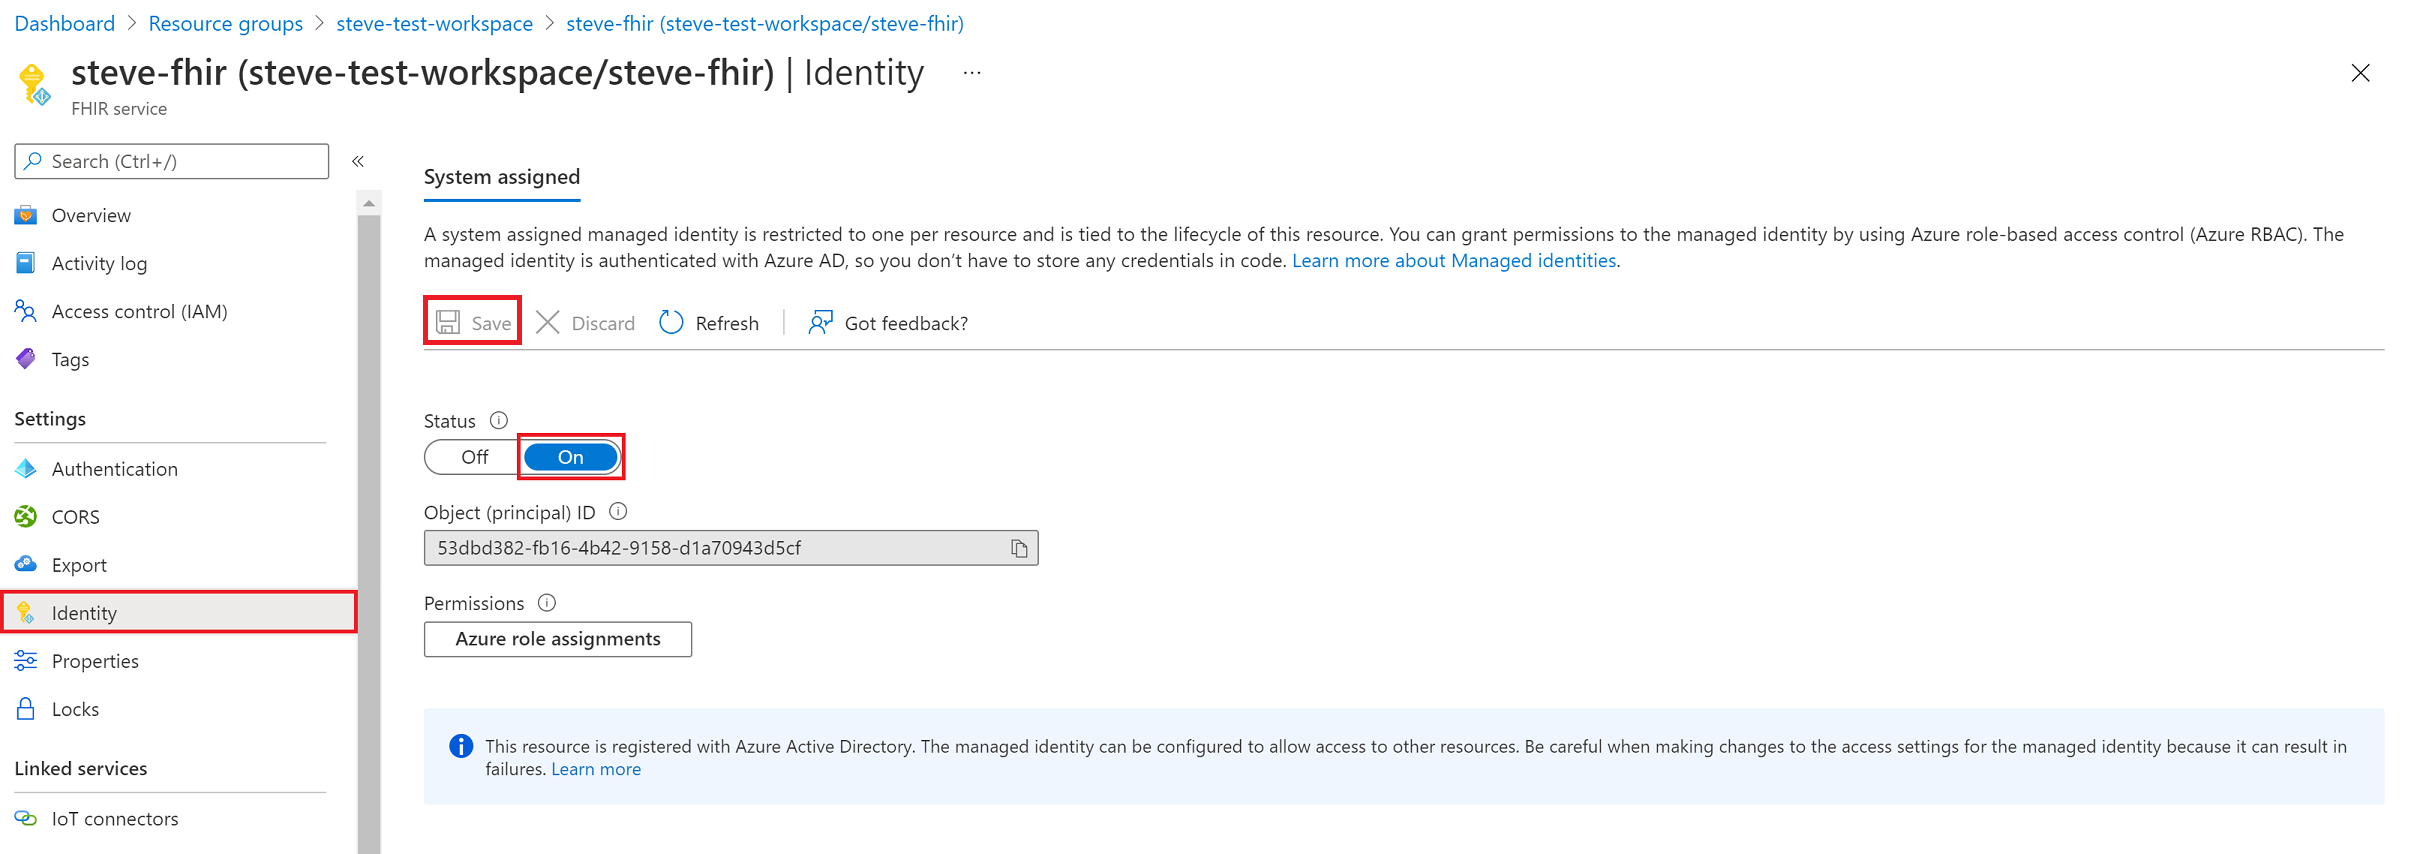 Dashboard > Resource groups > steve-test-workspace > steve-fhir (steve-test-workspace/steve-fhir)
steve-fhir (steve-test-workspace/steve-fhir) | Identity ...
FHIR service
Search (Ctrl+/)
«
Overview
Activity log
Access control (IAM)
Tags
Settings
Authentication
CORS
Export
Identity
Properties
Locks
Linked services
IoT connectors
System assigned
A system assigned managed identity is restricted to one per resource and is tied to the lifecycle of this resource. You can grant permissions to the managed identity by using Azure role-based access control (Azure RBAC). The
managed identity is authenticated with Azure AD, so you don’t have to store any credentials in code. Learn more about Managed identities.
Save Discard Refresh | Got feedback?
Status
Off On
Object (principal) ID
53dbd382-fb16-4b42-9158-d1a70943d5cf
Permissions
Azure role assignments
This resource is registered with Azure Active Directory. The managed identity can be configured to allow access to other resources. Be careful when making changes to the access settings for the managed identity because it can result in
failures. Learn more